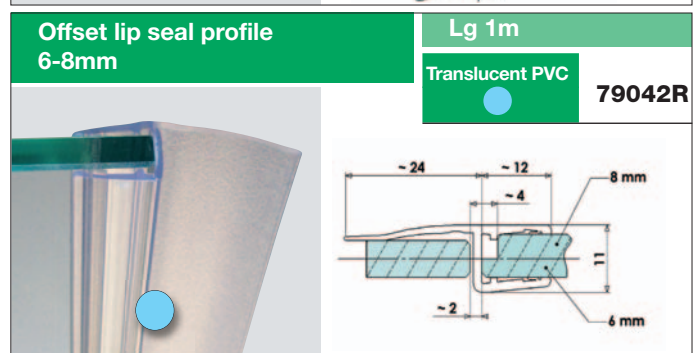 Offset lip seal profile
6-8mm
Lg 1m
Translucent PVC
79042R
~ 24
~ 12
~ 4
8 mm
11
~ 2
6 mm